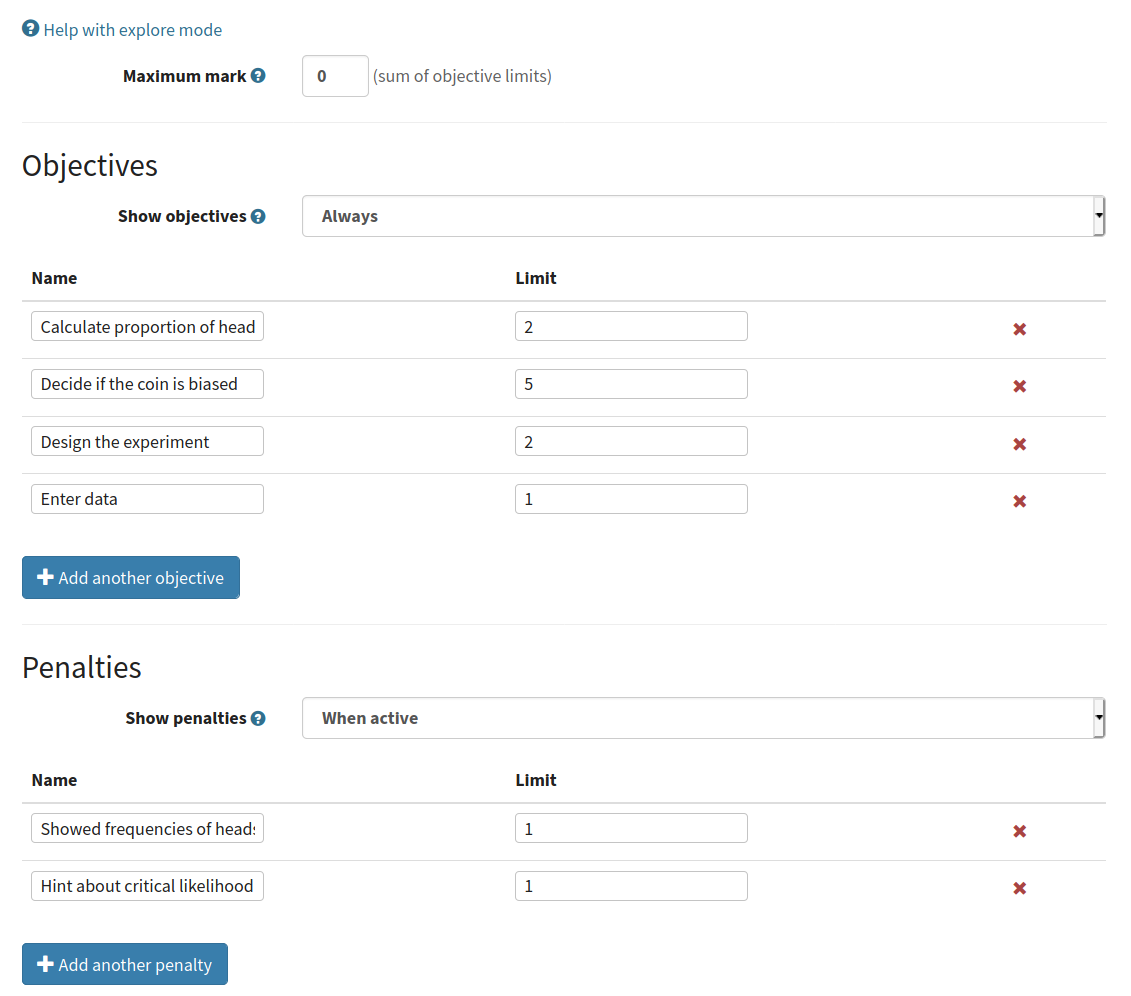 Help with explore mode
Maximum mark 0 (sum of objective limits)
Objectives
Show objectives Always
Name Limit
Calculate proportion of head 2
Decide if the coin is biased 5
Design the experiment 2
Enter data 1
Add another objective
Penalties
Show penalties When active
Name Limit
Showed frequencies of heads 1
Hint about critical likelihood 1
Add another penalty